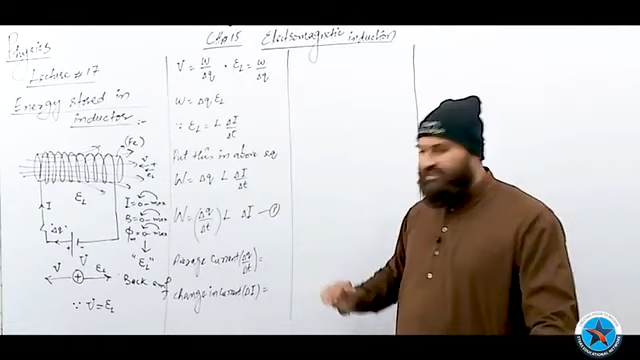 Physics
CH#15 Electromagnetic induction
Lecture # 17
Energy stored in
inductor :-
(Fe)
V
εL
εL
I
I = 0-max
B = 0-max
Φ = 0-max
"Δq"
V
"εL"
V εL
Back emf
∵ V = εL
V = W/Δq , εL = W/Δq
W = Δq εL
∵ εL = L ΔI/Δt
Put this in above eq
W = Δq L ΔI/Δt
W = (Δq/Δt) L ΔI —①
Average current (Δq/Δt) =
Change in current (ΔI) =